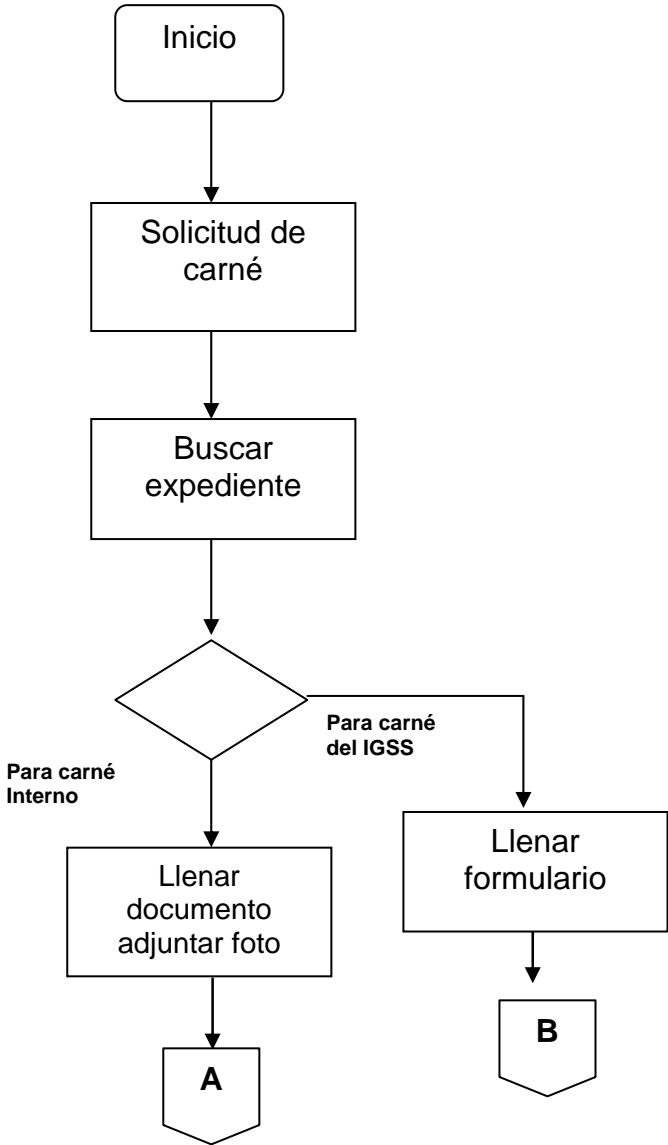 Inicio
Solicitud de
carné
Buscar
expediente
Para carné
del IGSS
Para carné
Interno
Llenar
formulario
Llenar
documento
adjuntar foto
B
A